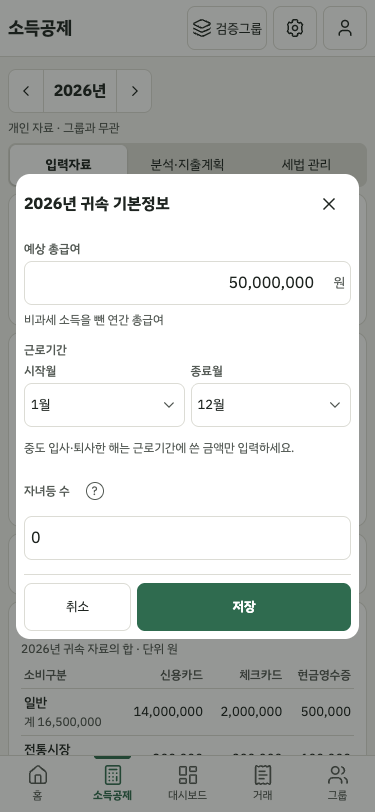 소득공제
검증그룹
2026년
개인 자료 · 그룹과 무관
입력자료
분석·지출계획
세법 관리
2026년 귀속 기본정보
예상 총급여
50,000,000 원
비과세 소득을 뺀 연간 총급여
근로기간
시작월
종료월
1월
12월
중도 입사·퇴사한 해는 근로기간에 쓴 금액만 입력하세요.
자녀등 수 ?
0
취소
저장
2026년 귀속 자료의 합 · 단위 원
소비구분 신용카드 체크카드 현금영수증
일반
계 16,500,000
14,000,000 2,000,000 500,000
전통시장
홈
소득공제
대시보드
거래
그룹